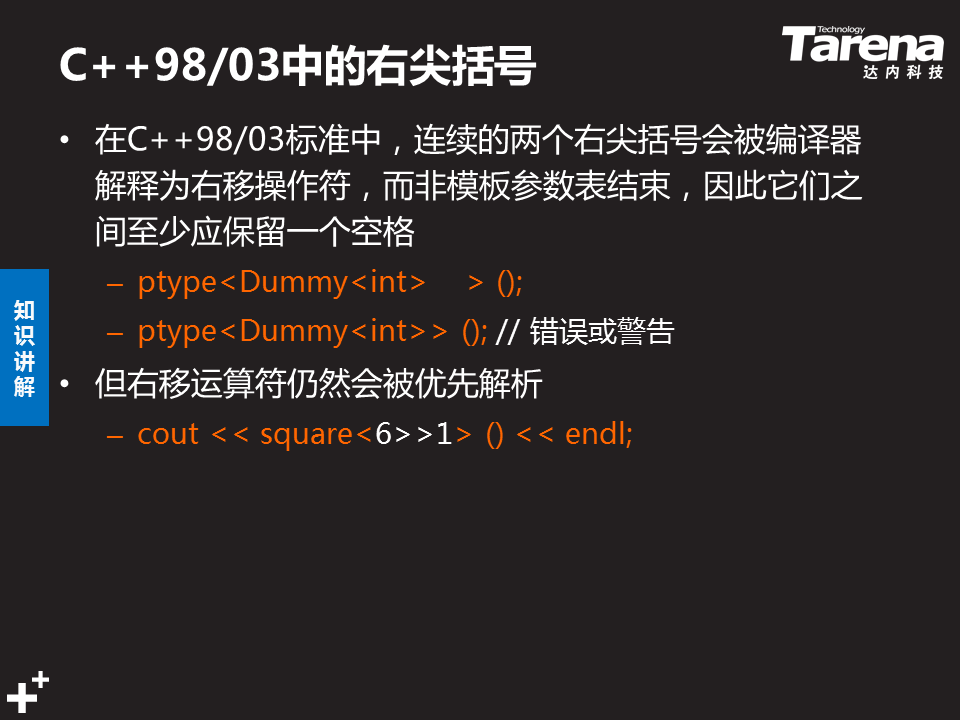 C++98/03中的右尖括号
Technology
Tarena
达内科技
• 在C++98/03标准中，连续的两个右尖括号会被编译器
解释为右移操作符，而非模板参数表结束，因此它们之
间至少应保留一个空格
– ptype<Dummy<int>    > ();
– ptype<Dummy<int>> (); // 错误或警告
• 但右移运算符仍然会被优先解析
– cout << square<6>>1> () << endl;
知
识
讲
解